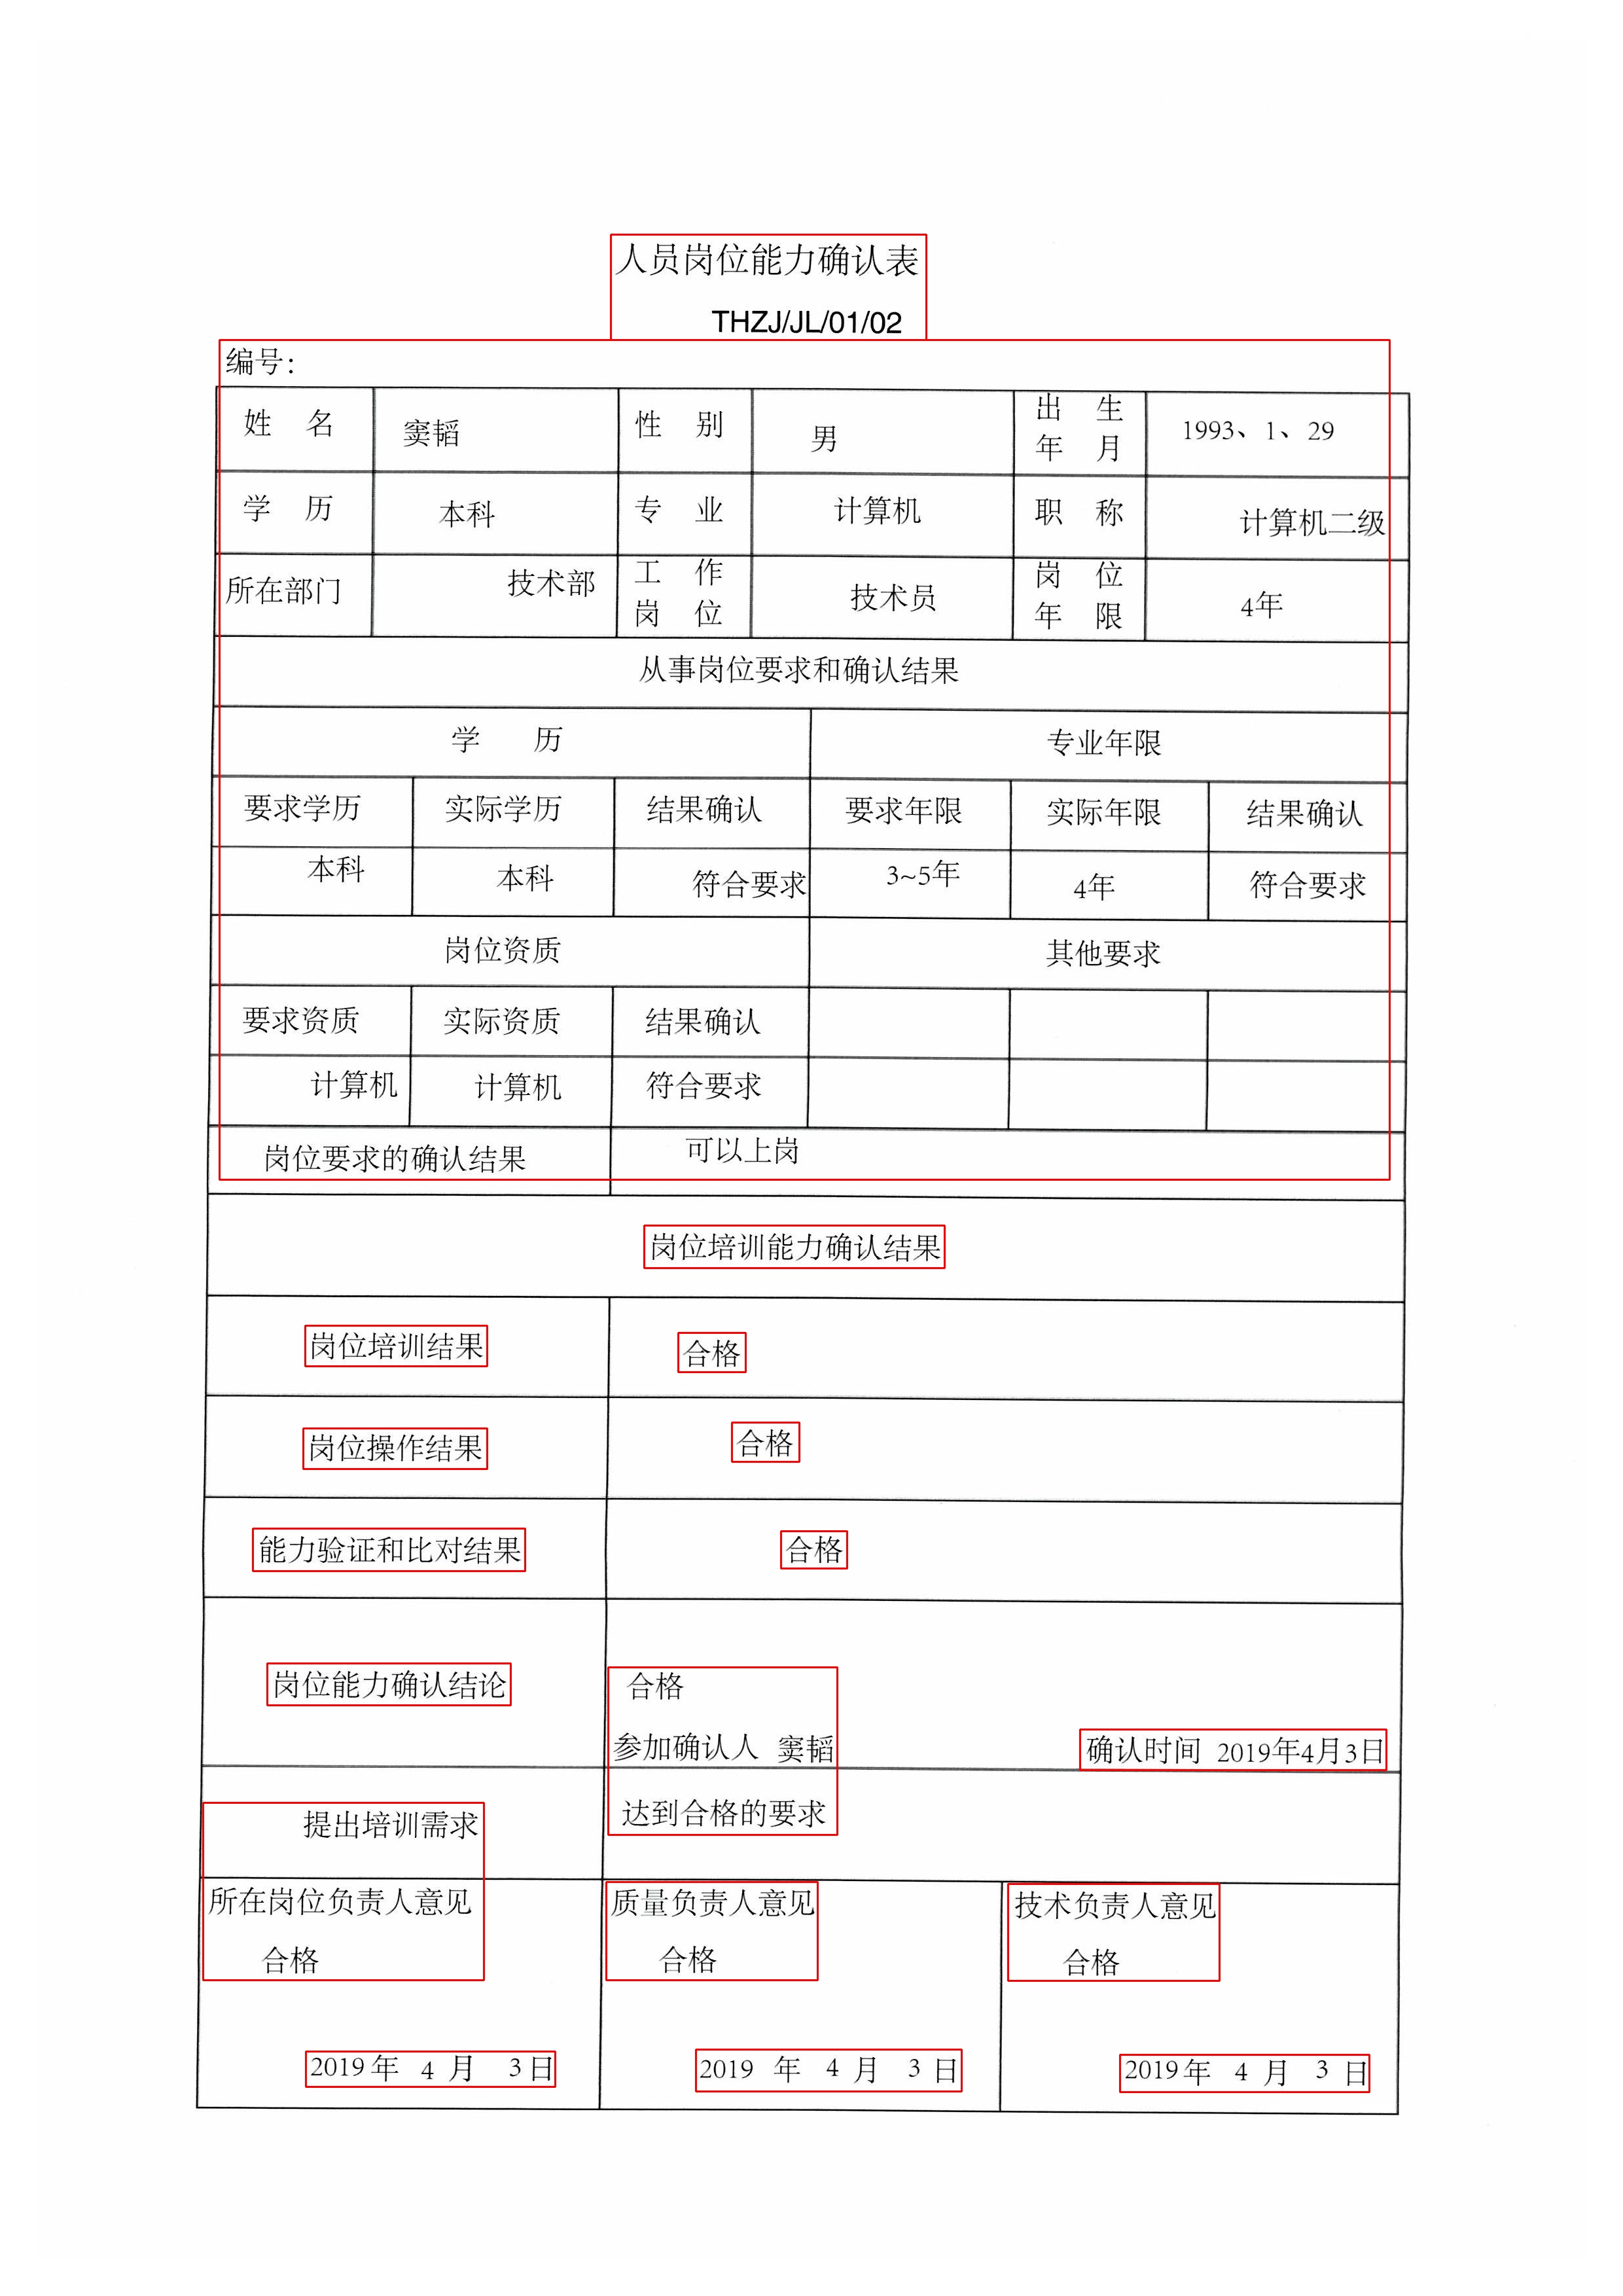 人员岗位能力确认表
THZJ/JL/01/02
编号：
姓 名 窦韬 性 别 男 出 生 年 月 1993、1、29
学 历 本科 专 业 计算机 职 称 计算机二级
所在部门 技术部 工 作 岗 位 技术员 岗 位 年 限 4年
从事岗位要求和确认结果
学 历 专业年限
要求学历 实际学历 结果确认 要求年限 实际年限 结果确认
本科 本科 符合要求 3~5年 4年 符合要求
岗位资质 其他要求
要求资质 实际资质 结果确认
计算机 计算机 符合要求
岗位要求的确认结果 可以上岗
岗位培训能力确认结果
岗位培训结果 合格
岗位操作结果 合格
能力验证和比对结果 合格
岗位能力确认结论 合格
参加确认人 窦韬 确认时间 2019年4月3日
提出培训需求 达到合格的要求
所在岗位负责人意见 质量负责人意见 技术负责人意见
合格 合格 合格
2019年 4 月 3日 2019 年 4 月 3 日 2019年 4 月 3 日